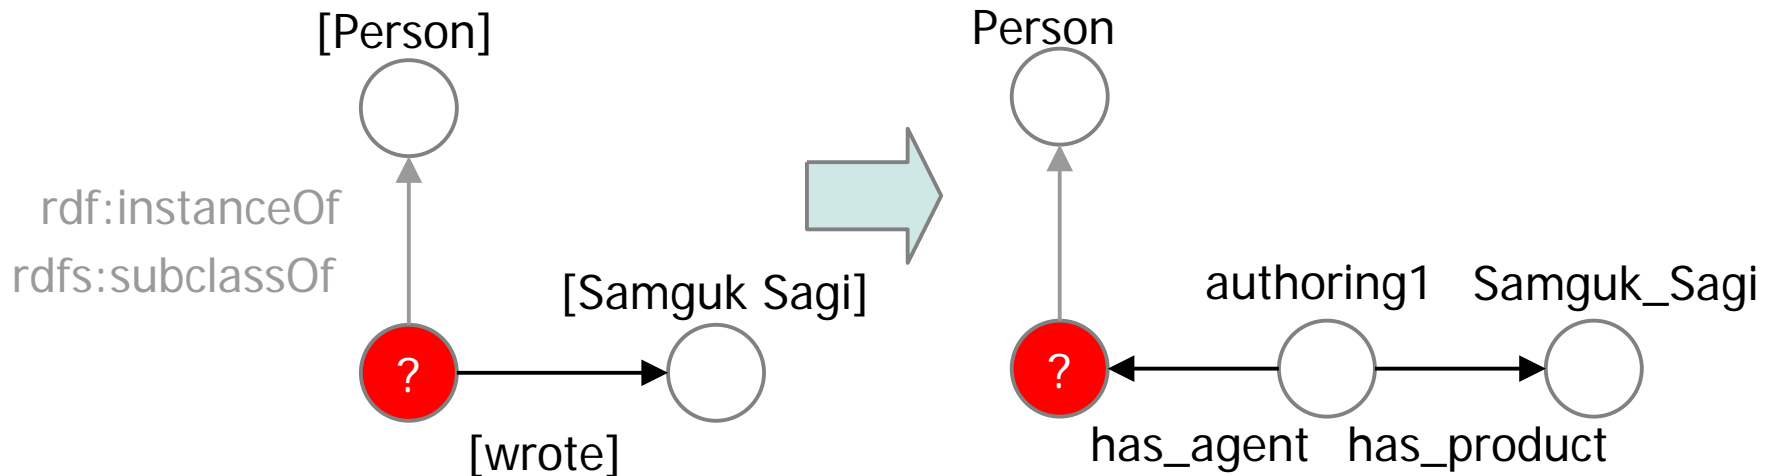 [Person]
rdf:instanceOf
rdfs:subclassOf
[Samguk Sagi]
?
[wrote]
Person
authoring1
Samguk_Sagi
?
has_agent
has_product